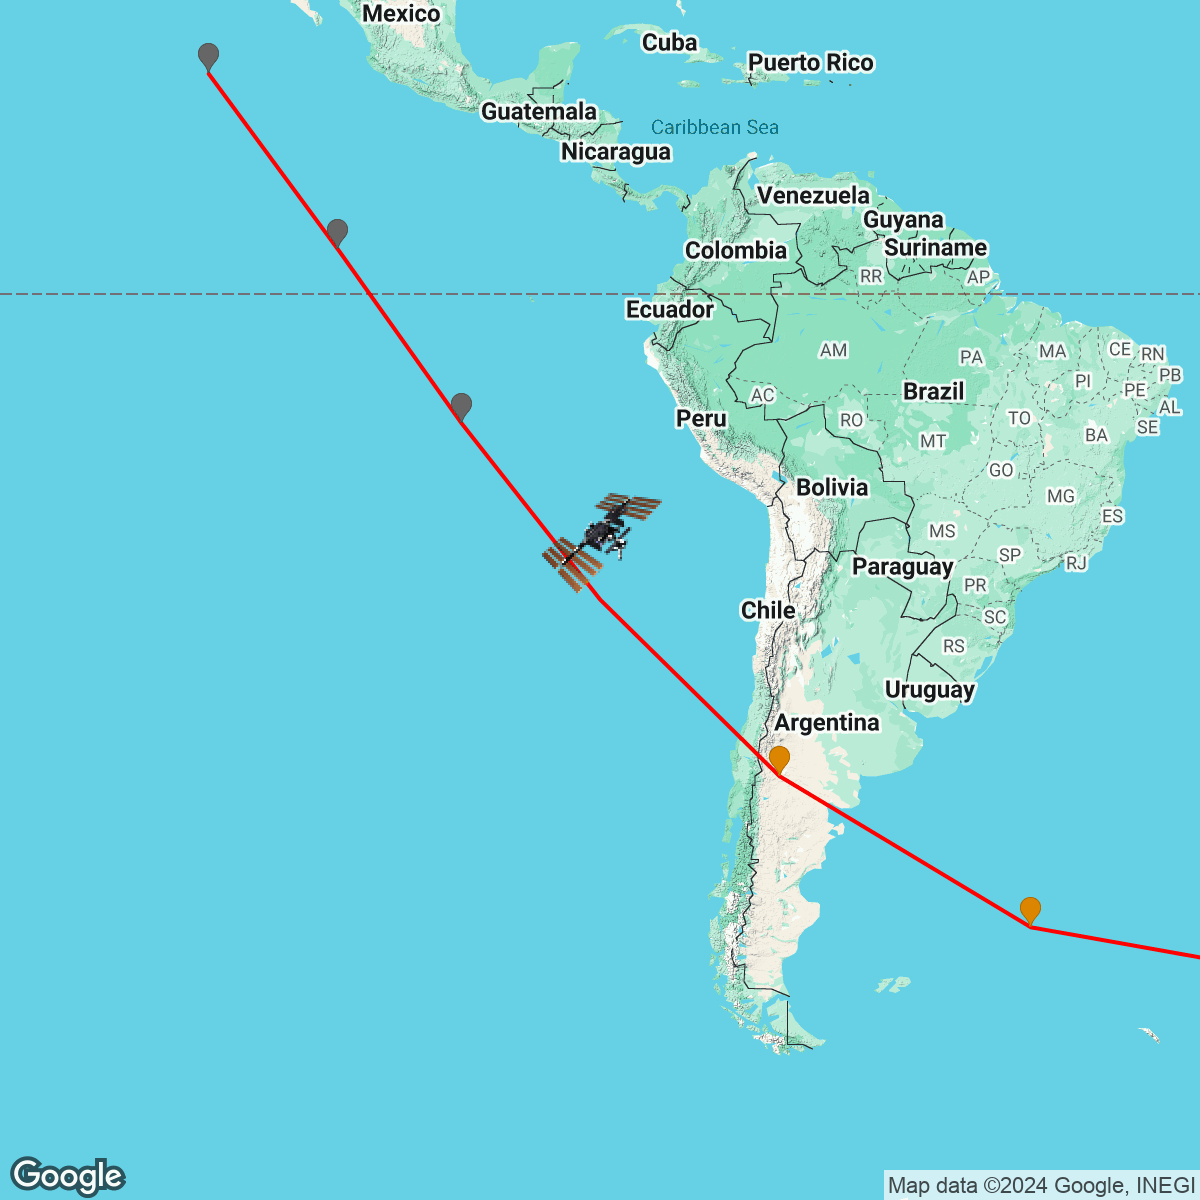 Mexico
Cuba
Puerto Rico
Guatemala
Caribbean Sea
Nicaragua
Venezuela
Guyana
Colombia
Suriname
RR
AP
Ecuador
AM
PA
MA
CE
RN
PI
PB
AC
Brazil
PE
AL
Peru
RO
TO
SE
MT
BA
GO
Bolivia
MG
ES
MS
SP
RJ
Paraguay
PR
Chile
SC
RS
Uruguay
Argentina
Google
Map data ©2024 Google, INEGI